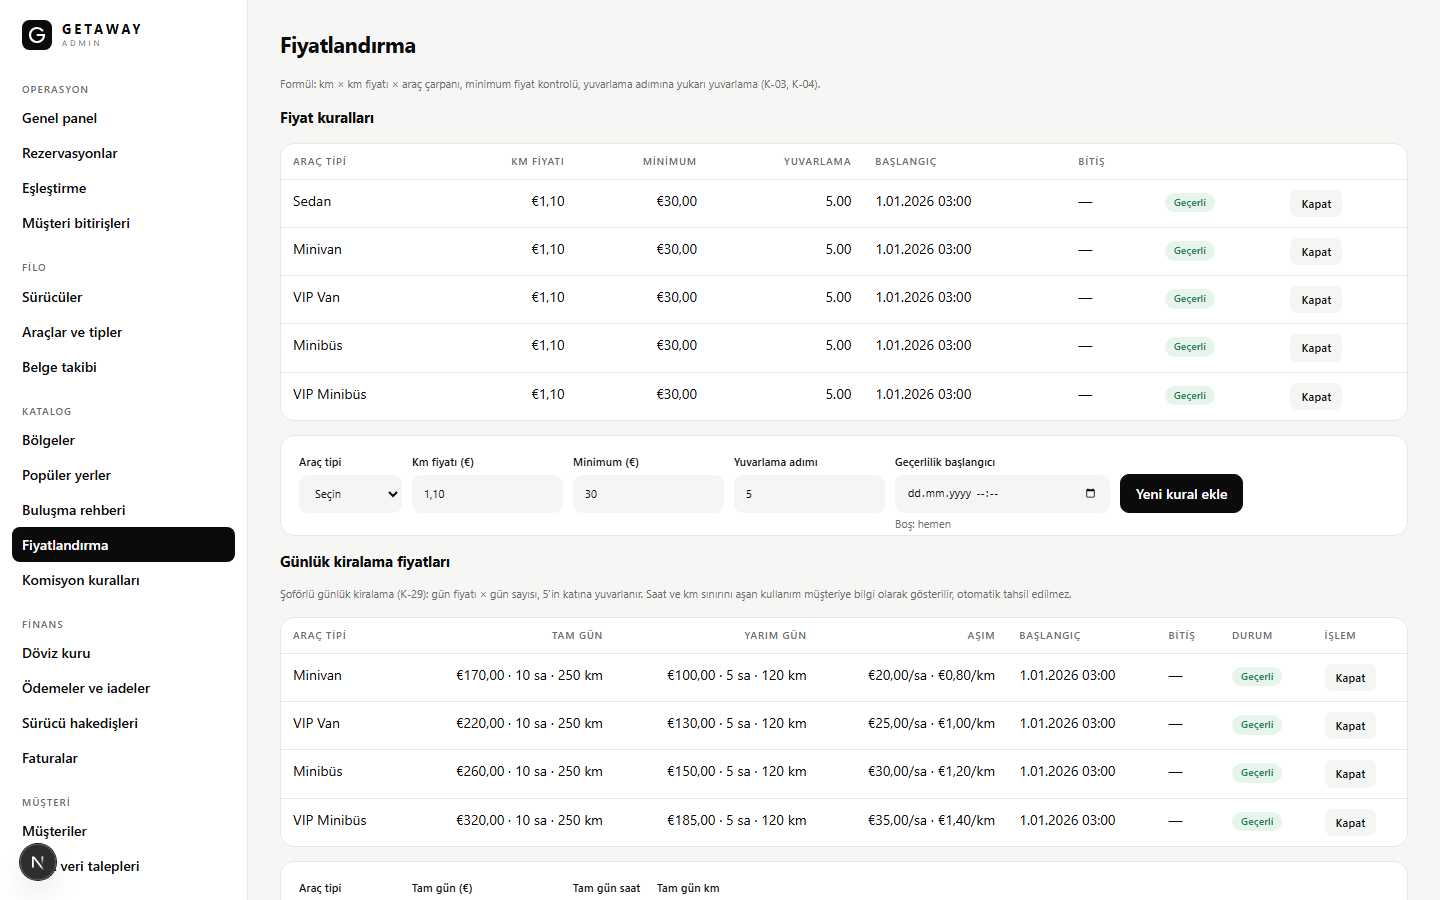 GETAWAY
ADMIN
OPERASYON
Genel panel
Rezervasyonlar
Eşleştirme
Müşteri bitirişleri
FİLO
Sürücüler
Araçlar ve tipler
Belge takibi
KATALOG
Bölgeler
Popüler yerler
Buluşma rehberi
Fiyatlandırma
Komisyon kuralları
FİNANS
Döviz kuru
Ödemeler ve iadeler
Sürücü hakedişleri
Faturalar
MÜŞTERİ
Müşteriler
veri talepleri
Fiyatlandırma
Formül: km × km fiyatı × araç çarpanı, minimum fiyat kontrolü, yuvarlama adımına yukarı yuvarlama (K-03, K-04).
Fiyat kuralları
ARAÇ TİPİ KM FİYATI MİNİMUM YUVARLAMA BAŞLANGIÇ BİTİŞ
Sedan €1,10 €30,00 5.00 1.01.2026 03:00 — Geçerli Kapat
Minivan €1,10 €30,00 5.00 1.01.2026 03:00 — Geçerli Kapat
VIP Van €1,10 €30,00 5.00 1.01.2026 03:00 — Geçerli Kapat
Minibüs €1,10 €30,00 5.00 1.01.2026 03:00 — Geçerli Kapat
VIP Minibüs €1,10 €30,00 5.00 1.01.2026 03:00 — Geçerli Kapat
Araç tipi Km fiyatı (€) Minimum (€) Yuvarlama adımı Geçerlilik başlangıcı
Seçin 1,10 30 5 dd.mm.yyyy --:-- Yeni kural ekle
Boş: hemen
Günlük kiralama fiyatları
Şoförlü günlük kiralama (K-29): gün fiyatı × gün sayısı, 5'in katına yuvarlanır. Saat ve km sınırını aşan kullanım müşteriye bilgi olarak gösterilir, otomatik tahsil edilmez.
ARAÇ TİPİ TAM GÜN YARIM GÜN AŞIM BAŞLANGIÇ BİTİŞ DURUM İŞLEM
Minivan €170,00 · 10 sa · 250 km €100,00 · 5 sa · 120 km €20,00/sa · €0,80/km 1.01.2026 03:00 — Geçerli Kapat
VIP Van €220,00 · 10 sa · 250 km €130,00 · 5 sa · 120 km €25,00/sa · €1,00/km 1.01.2026 03:00 — Geçerli Kapat
Minibüs €260,00 · 10 sa · 250 km €150,00 · 5 sa · 120 km €30,00/sa · €1,20/km 1.01.2026 03:00 — Geçerli Kapat
VIP Minibüs €320,00 · 10 sa · 250 km €185,00 · 5 sa · 120 km €35,00/sa · €1,40/km 1.01.2026 03:00 — Geçerli Kapat
Araç tipi Tam gün (€) Tam gün saat Tam gün km